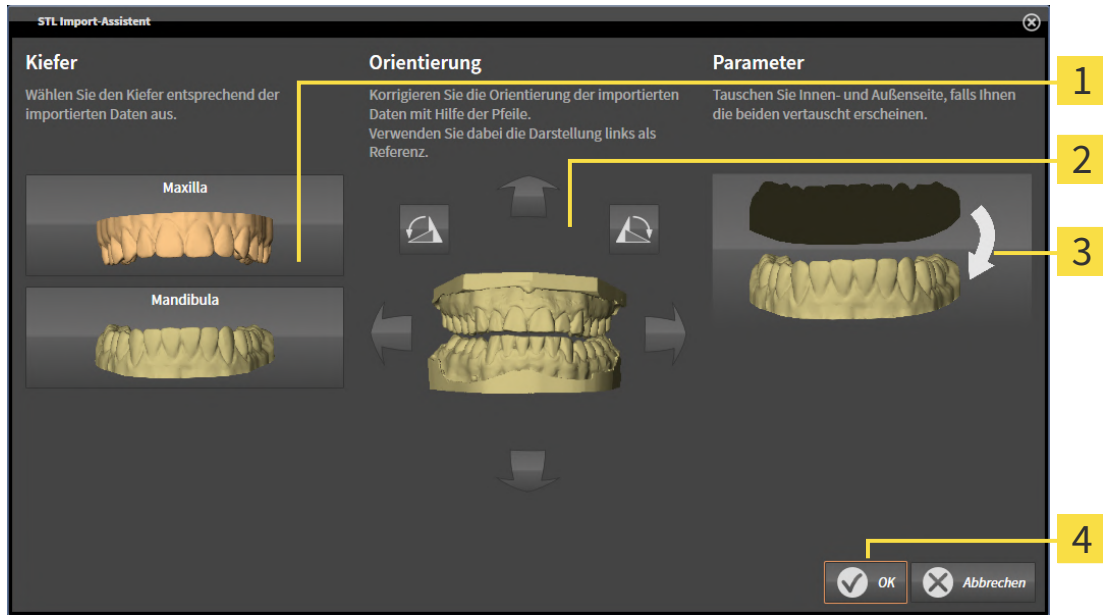 STL Import-Assistent
Kiefer
Wählen Sie den Kiefer entsprechend der
importierten Daten aus.
Maxilla
Mandibula
Orientierung
Korrigieren Sie die Orientierung der importierten
Daten mit Hilfe der Pfeile.
Verwenden Sie dabei die Darstellung links als
Referenz.
Parameter
Tauschen Sie Innen- und Außenseite, falls Ihnen
die beiden vertauscht erscheinen.
1
2
3
4
OK
Abbrechen